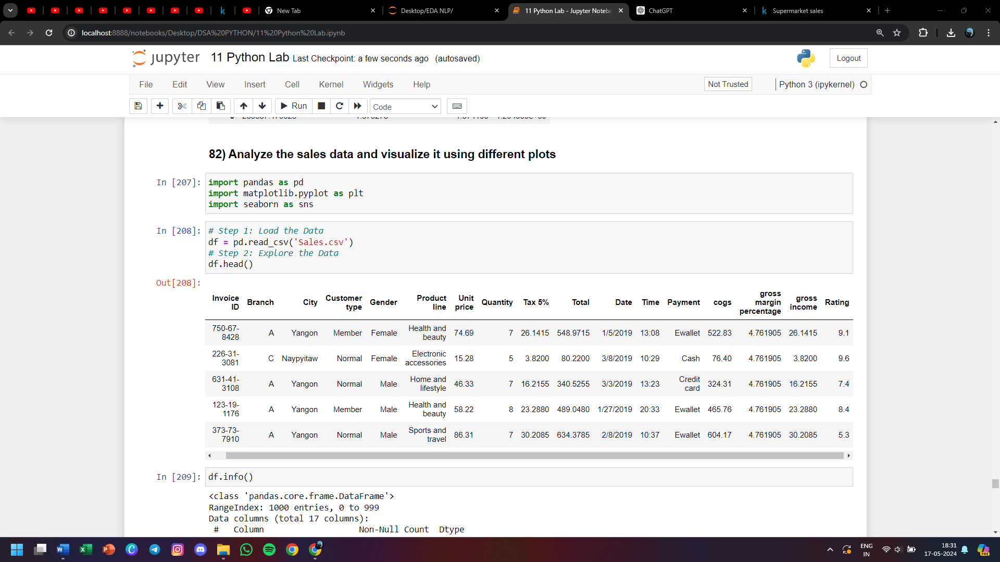 New Tab
Desktop/EDA NLP/
11 Python Lab - Jupyter Notebo
ChatGPT
Supermarket sales
localhost:8888/notebooks/Desktop/DSA%20PYTHON/11%20Python%20Lab.ipynb
jupyter 11 Python Lab Last Checkpoint: a few seconds ago (autosaved)
Logout
File Edit View Insert Cell Kernel Widgets Help
Not Trusted
Python 3 (ipykernel)
Run
Code
82) Analyze the sales data and visualize it using different plots
In [207]:
import pandas as pd
import matplotlib.pyplot as plt
import seaborn as sns
In [208]:
# Step 1: Load the Data
df = pd.read_csv('Sales.csv')
# Step 2: Explore the Data
df.head()
Out[208]:
Invoice ID Branch City Customer type Gender Product line Unit price Quantity Tax 5% Total Date Time Payment cogs gross margin percentage gross income Rating
750-67-8428 A Yangon Member Female Health and beauty 74.69 7 26.1415 548.9715 1/5/2019 13:08 Ewallet 522.83 4.761905 26.1415 9.1
226-31-3081 C Naypyitaw Normal Female Electronic accessories 15.28 5 3.8200 80.2200 3/8/2019 10:29 Cash 76.40 4.761905 3.8200 9.6
631-41-3108 A Yangon Normal Male Home and lifestyle 46.33 7 16.2155 340.5255 3/3/2019 13:23 Credit card 324.31 4.761905 16.2155 7.4
123-19-1176 A Yangon Member Male Health and beauty 58.22 8 23.2880 489.0480 1/27/2019 20:33 Ewallet 465.76 4.761905 23.2880 8.4
373-73-7910 A Yangon Normal Male Sports and travel 86.31 7 30.2085 634.3785 2/8/2019 10:37 Ewallet 604.17 4.761905 30.2085 5.3
In [209]:
df.info()
<class 'pandas.core.frame.DataFrame'>
RangeIndex: 1000 entries, 0 to 999
Data columns (total 17 columns):
# Column Non-Null Count Dtype
ENG
IN
18:31
17-05-2024